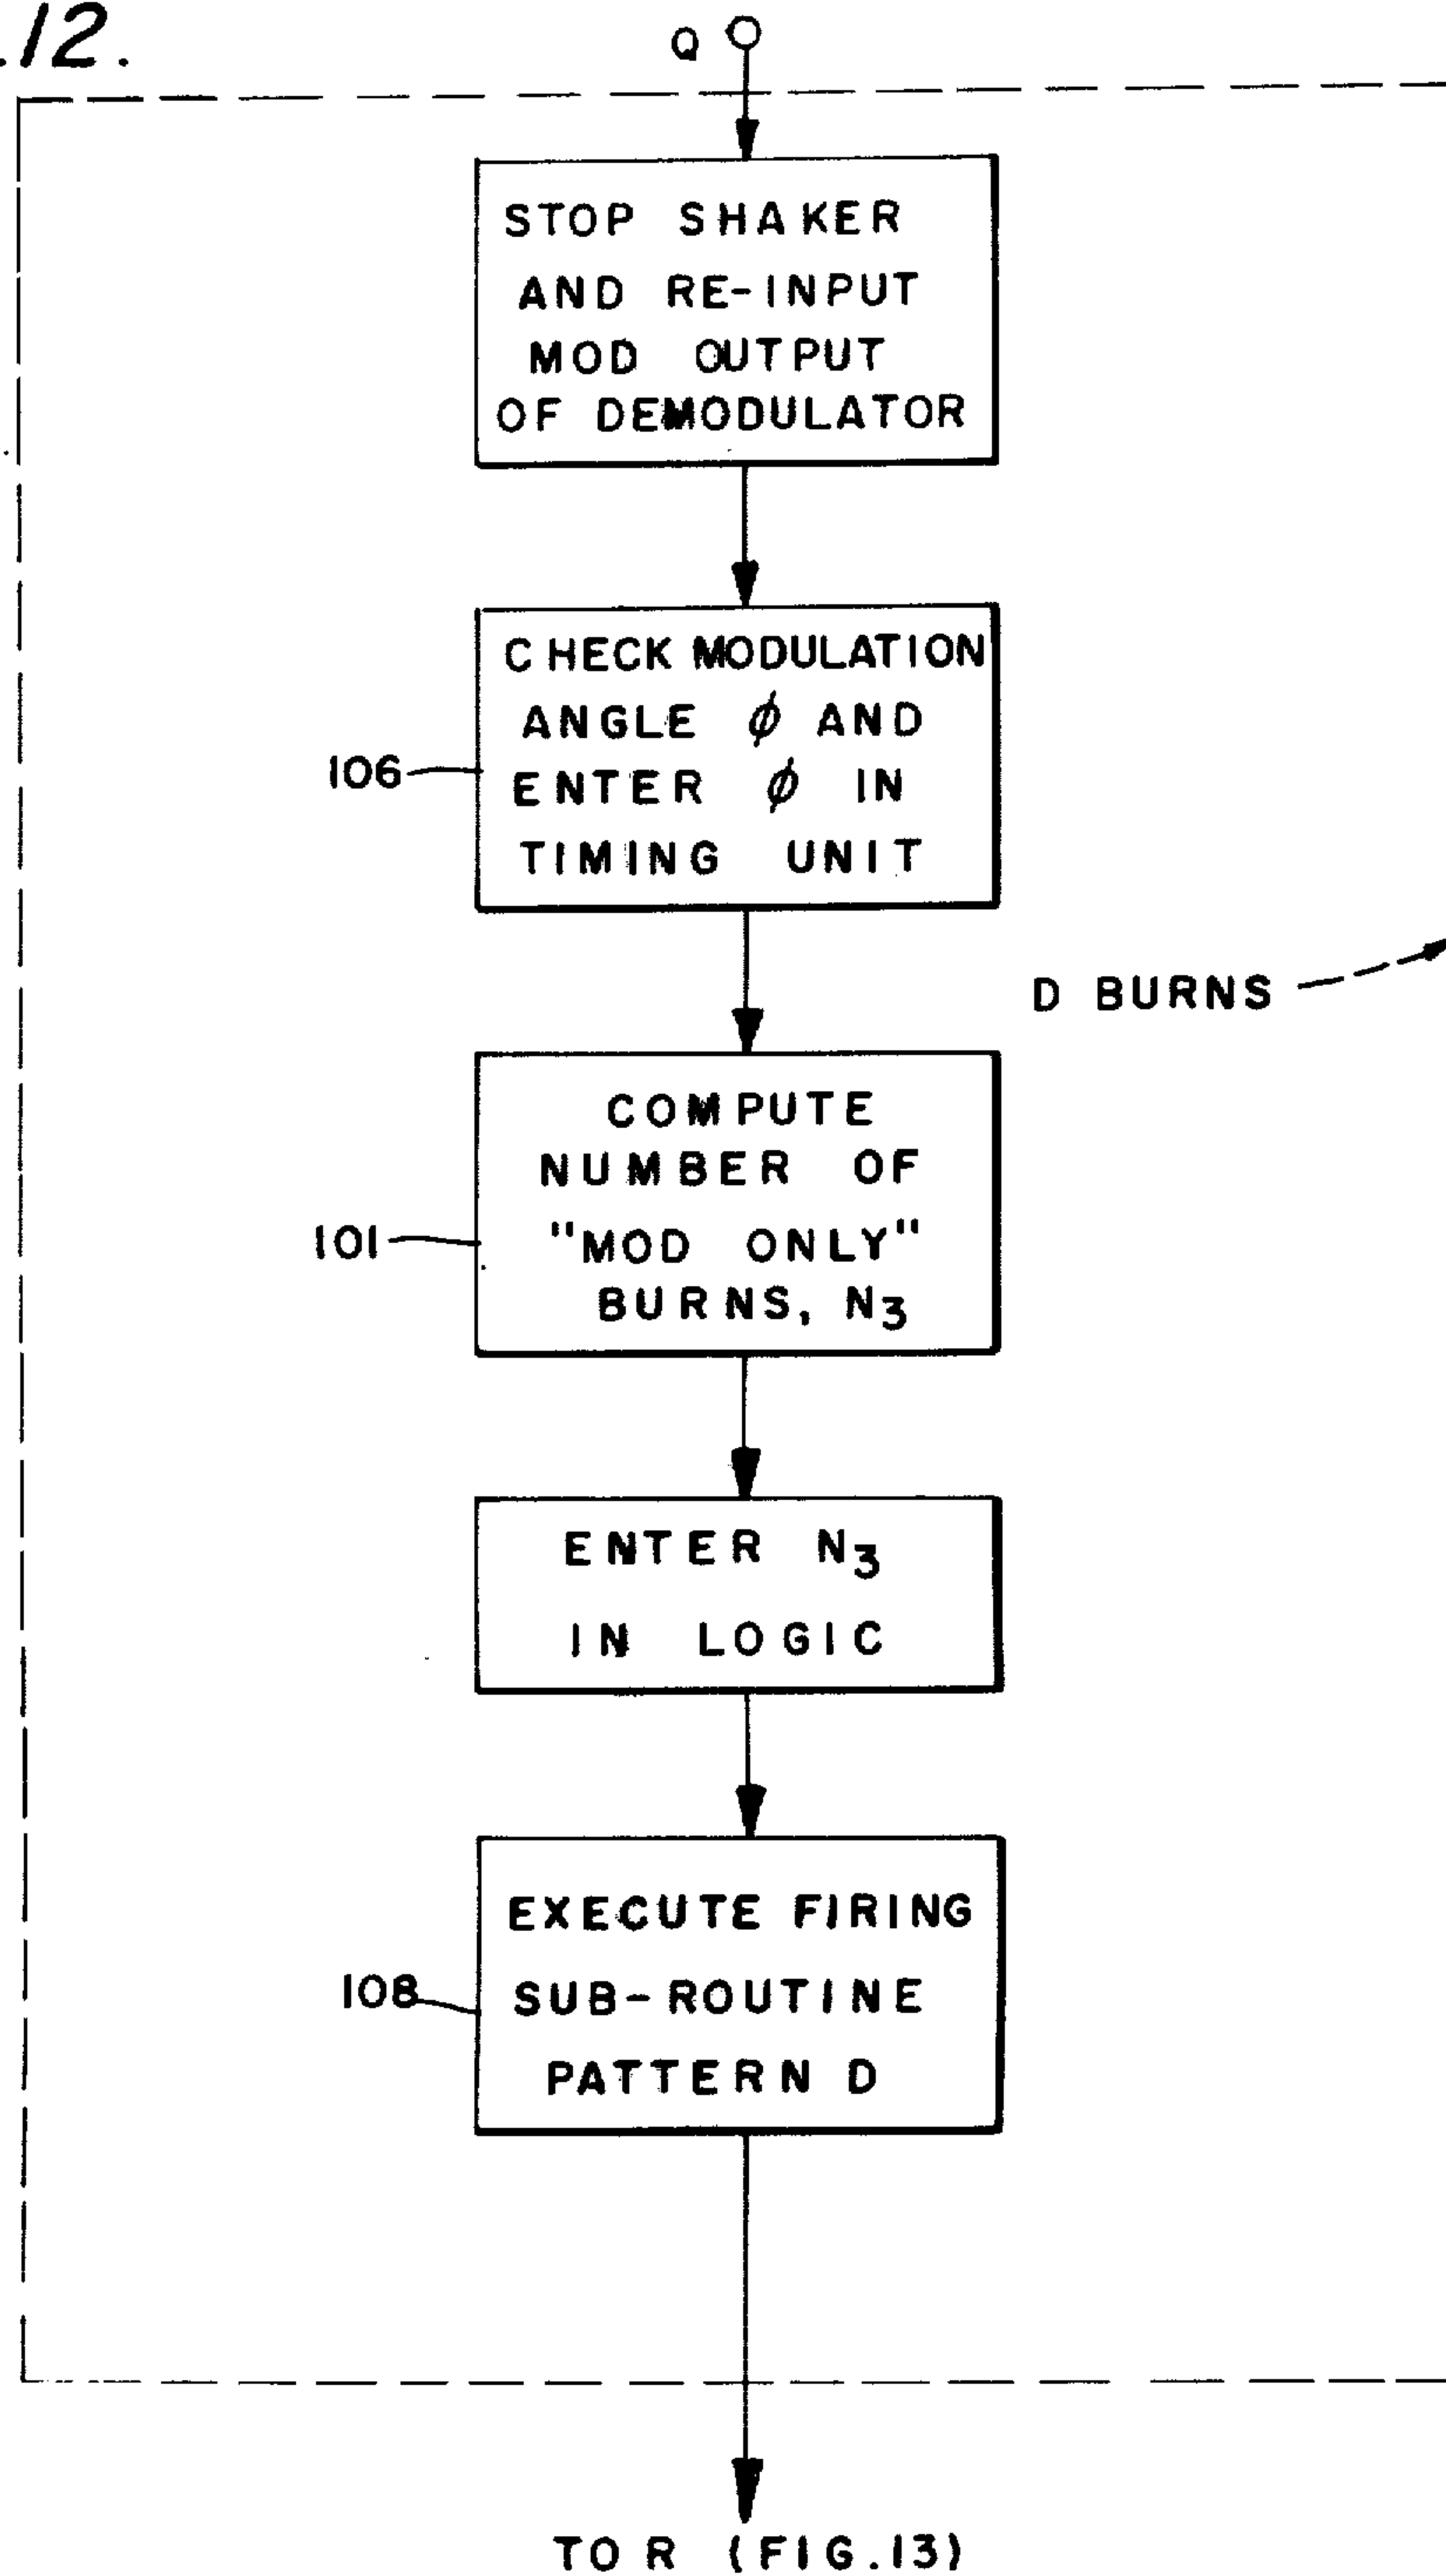 .12.
Q
STOP SHAKER
AND RE-INPUT
MOD OUTPUT
OF DEMODULATOR
CHECK MODULATION
ANGLE ϕ AND
106
ENTER ϕ IN
TIMING UNIT
D BURNS
COMPUTE
NUMBER OF
101
"MOD ONLY"
BURNS, N₃
ENTER N₃
IN LOGIC
EXECUTE FIRING
108
SUB-ROUTINE
PATTERN D
TO R (FIG.13)